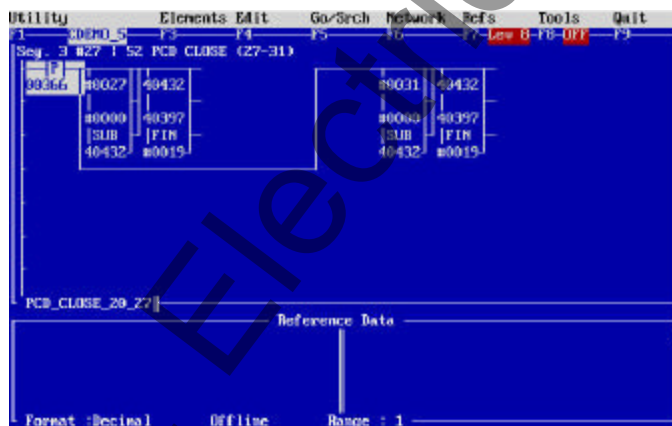 Utility Elements Edit Go/Srch Network Refs Tools Quit
F1 *DEMO_5 F3 F4 F5 F6 F7-Lev 8-F8-OFF F9
Seg. 3 #27 | 52 PCD CLOSE (27-31)
P
00366 #0027 40432 #0031 40432
#0000 40397 #0000 40397
SUB FIN SUB FIN
40432 #0019 40432 #0019
PCD_CLOSE_20_27
Reference Data
Format :Decimal Offline Range : 1
Electric